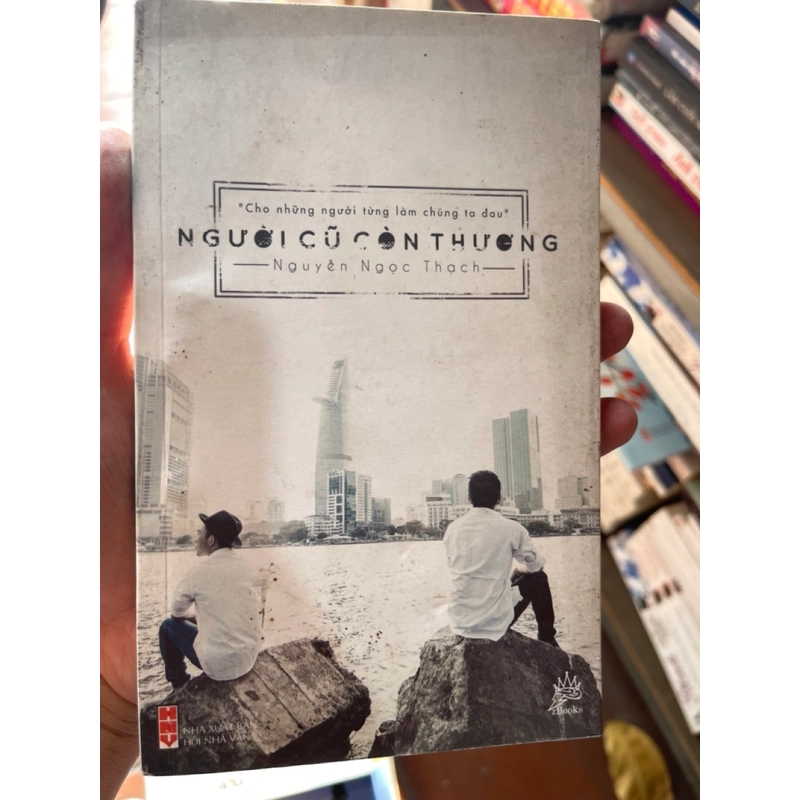 "Cho những người từng làm chúng ta đau"
NGƯỜI CŨ CÒN THƯƠNG
Nguyễn Ngọc Thạch
NHÀ XUẤT BẢN
HỘI NHÀ VĂN
zBooks